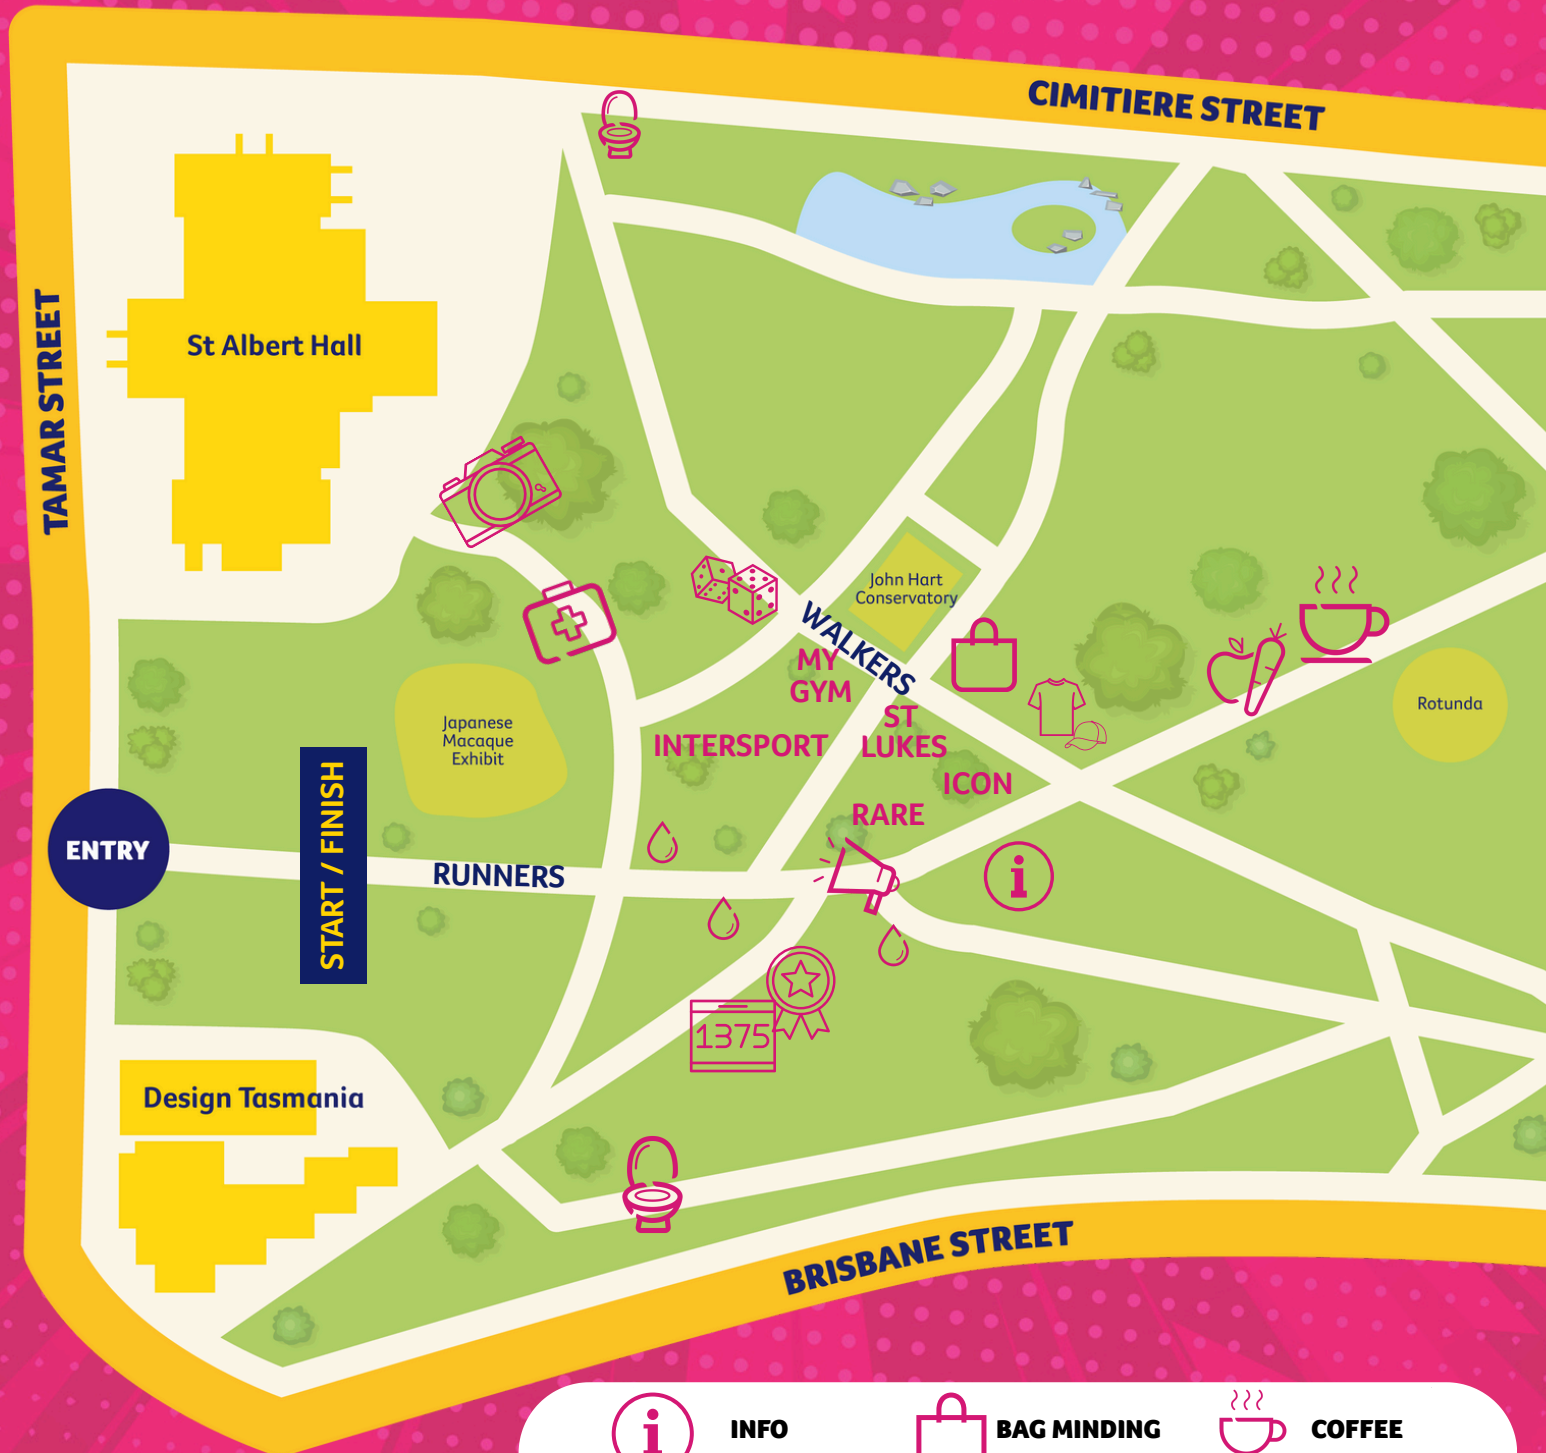 CIMITIERE STREET
TAMAR STREET
St Albert Hall
John Hart
Conservatory
WALKERS
MY
GYM
ST
LUKES
INTERSPORT
ICON
RARE
Rotunda
Japanese
Macaque
Exhibit
START / FINISH
ENTRY
RUNNERS
i
1375
Design Tasmania
BRISBANE STREET
i
INFO
BAG MINDING
COFFEE